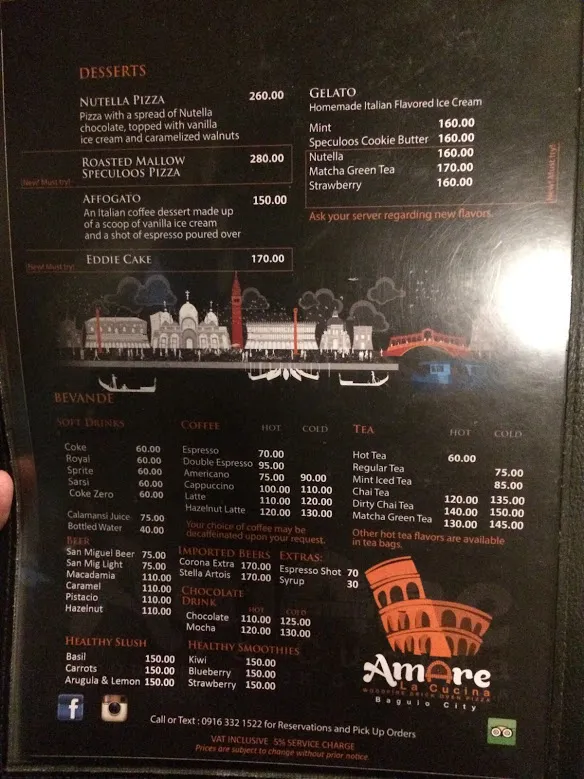 DESSERTS
NUTELLA PIZZA 260.00
Pizza with a spread of Nutella
chocolate, topped with vanilla
ice cream and caramelized walnuts
ROASTED MALLOW 280.00
SPECULOOS PIZZA
New! Must try!
AFFOGATO 150.00
An Italian coffee dessert made up
of a scoop of vanilla ice cream
and a shot of espresso poured over
EDDIE CAKE 170.00
New! Must try!
GELATO
Homemade Italian Flavored Ice Cream
Mint 160.00
Speculoos Cookie Butter 160.00
Nutella 160.00
Matcha Green Tea 170.00
Strawberry 160.00
New! Must try!
Ask your server regarding new flavors.
BEVANDE
SOFT DRINKS
Coke 60.00
Royal 60.00
Sprite 60.00
Sarsi 60.00
Coke Zero 60.00
Calamansi Juice 75.00
Bottled Water 40.00
BEER
San Miguel Beer 75.00
San Mig Light 75.00
Macadamia 110.00
Caramel 110.00
Pistacio 110.00
Hazelnut 110.00
COFFEE HOT COLD
Espresso 70.00
Double Espresso 95.00
Americano 75.00 90.00
Cappuccino 100.00 110.00
Latte 110.00 120.00
Hazelnut Latte 120.00 130.00
Your choice of coffee may be
decaffeinated upon your request.
IMPORTED BEERS
Corona Extra 170.00
Stella Artois 170.00
EXTRAS:
Espresso Shot 70
Syrup 30
CHOCOLATE
DRINK HOT COLD
Chocolate 110.00 125.00
Mocha 120.00 130.00
TEA HOT COLD
Hot Tea 60.00
Regular Tea 75.00
Mint Iced Tea 85.00
Chai Tea 120.00 135.00
Dirty Chai Tea 140.00 150.00
Matcha Green Tea 130.00 145.00
Other hot tea flavors are available
in tea bags.
HEALTHY SLUSH
Basil 150.00
Carrots 150.00
Arugula & Lemon 150.00
HEALTHY SMOOTHIES
Kiwi 150.00
Blueberry 150.00
Strawberry 150.00
Amare
La Cucina
WOODFIRE BRICK OVEN PIZZA
Baguio City
f
Call or Text : 0916 332 1522 for Reservations and Pick Up Orders
VAT INCLUSIVE 5% SERVICE CHARGE
Prices are subject to change without prior notice.